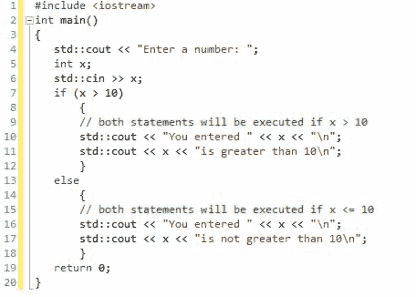 1 #include <iostream>
2 int main()
3 {
4 std::cout << "Enter a number: ";
5 int x;
6 std::cin >> x;
7 if (x > 10)
8 {
9 // both statements will be executed if x > 10
10 std::cout << "You entered " << x << "\n";
11 std::cout << x << "is greater than 10\n";
12 }
13 else
14 {
15 // both statements will be executed if x <= 10
16 std::cout << "You entered " << x << "\n";
17 std::cout << x << "is not greater than 10\n";
18 }
19 return 0;
20 }